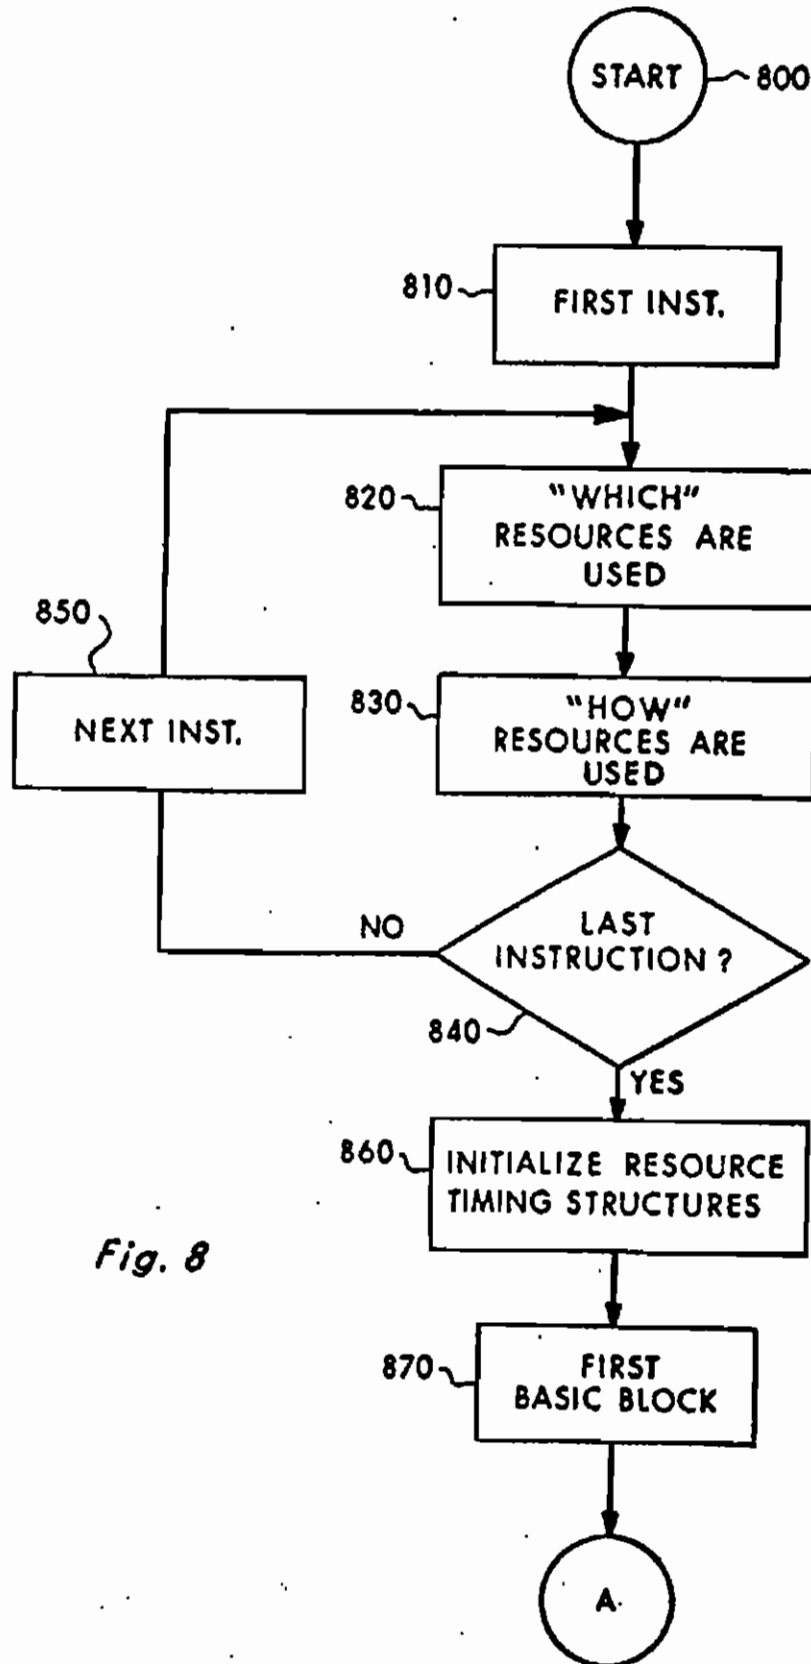 START
800
810
FIRST INST.
820
"WHICH"
RESOURCES ARE
USED
850
NEXT INST.
830
"HOW"
RESOURCES ARE
USED
NO
LAST
INSTRUCTION ?
840
YES
860
INITIALIZE RESOURCE
TIMING STRUCTURES
Fig. 8
870
FIRST
BASIC BLOCK
A